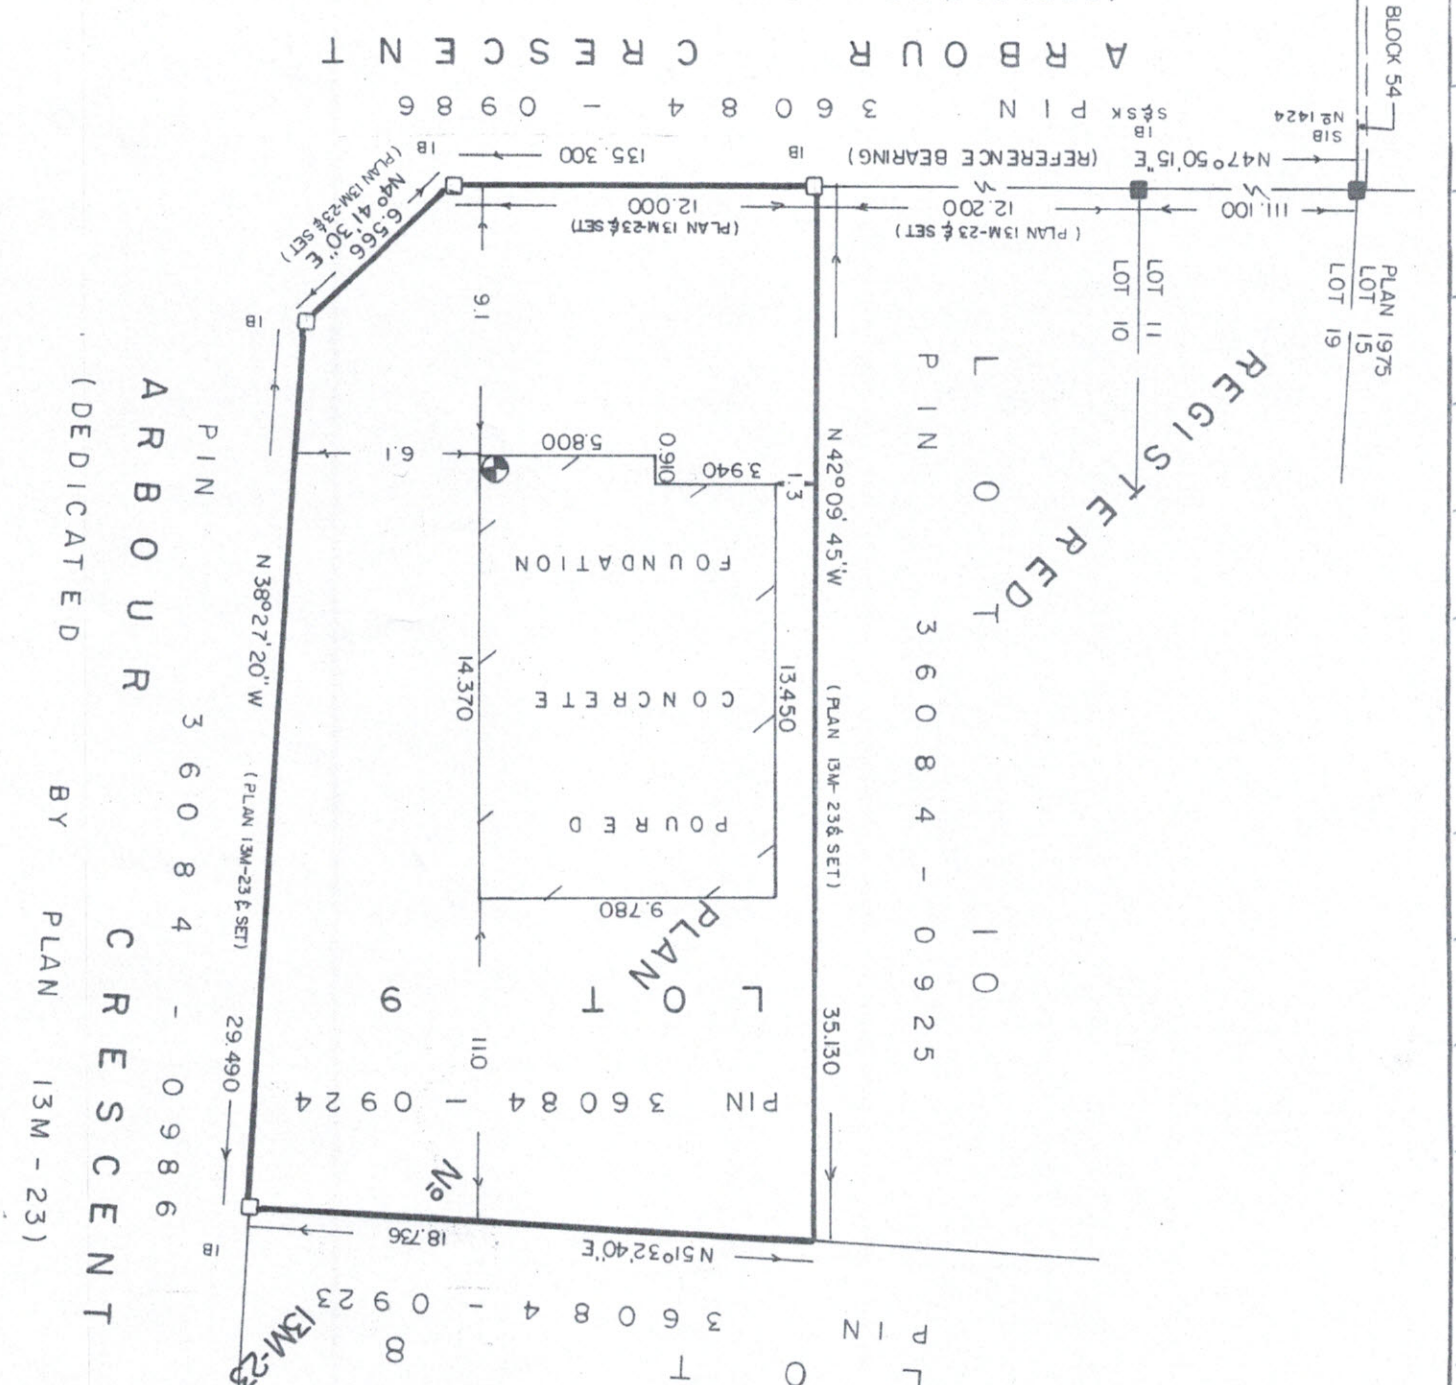 BLOCK 54
ARBOUR CRESCENT
PIN 36084-0986
S&SK
IB
SIB
No 1424
N47°50'15"E (REFERENCE BEARING)
IB
135.300
IB
111.100
12.200
(PLAN 13M-23 & SET)
12.000
(PLAN 13M-23 & SET)
N4°41'30"E
6.566
(PLAN 13M-23 & SET)
IB
PLAN 1975
LOT 15
LOT 19
LOT 11
LOT 10
REGISTERED
PLAN
No
13M-23
LOT 10
PIN 36084-0925
N 42°09'45"W
(PLAN 13M-23 & SET)
35.130
9.1
6.1
5.800
0.910
3.940
1.3
14.370
13.450
9.780
FOUNDATION
CONCRETE
POURED
LOT 9
11.0
PIN 36084-0924
N51°32'40"E
18.736
IB
N 38°27'20"W
(PLAN 13M-23 & SET)
29.490
PIN 36084-0986
ARBOUR CRESCENT
(DEDICATED BY PLAN 13M-23)
PIN 36084-0923
LOT 8